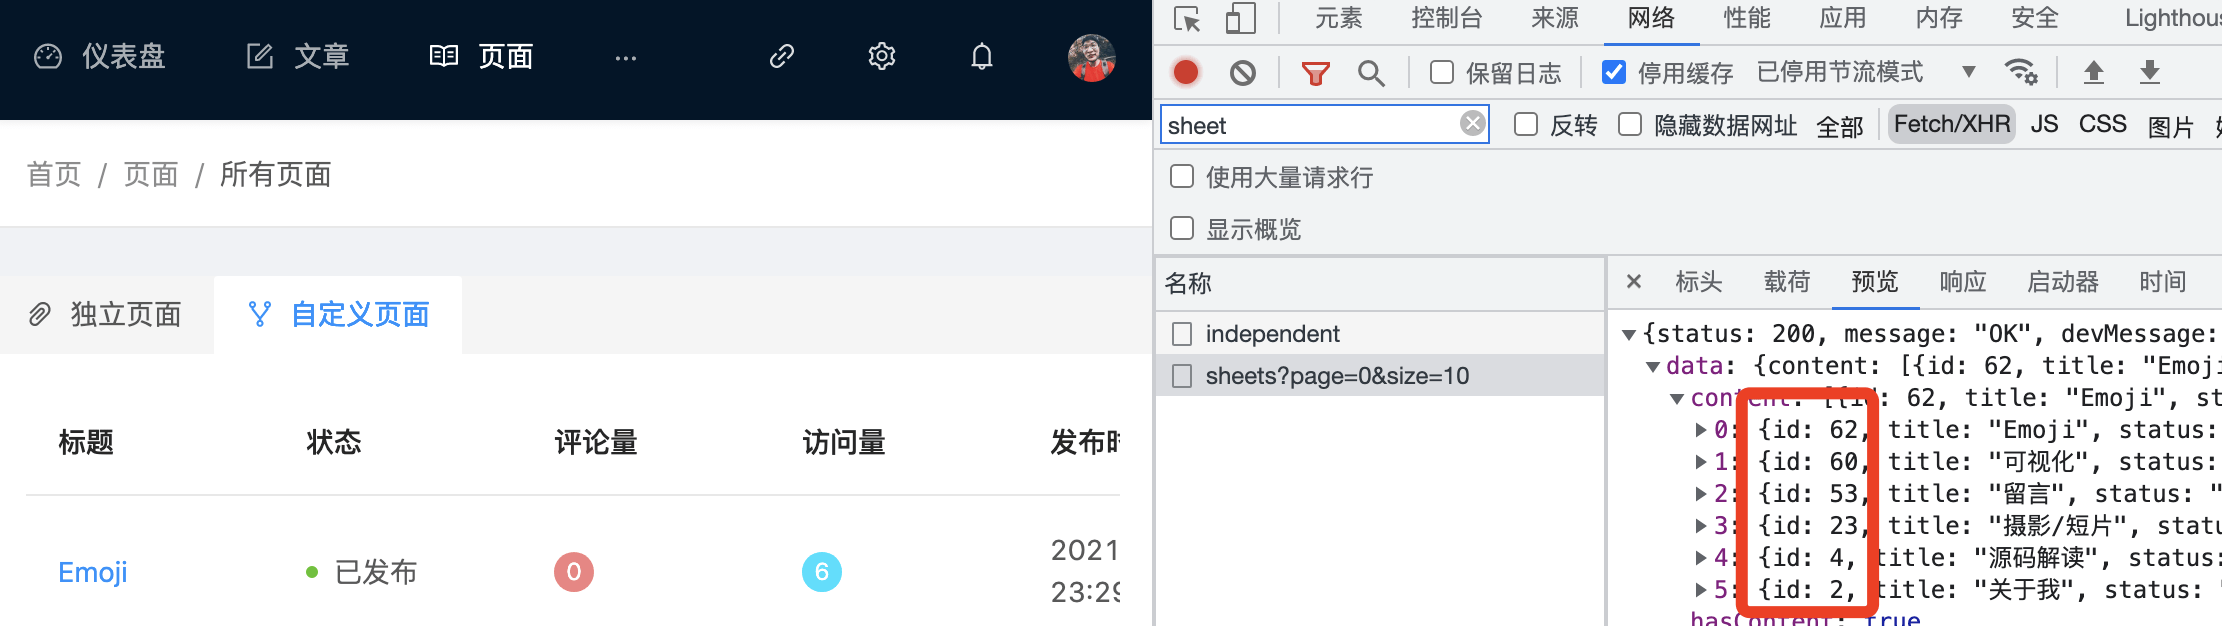 仪表盘 文章 页面 ...
首页 / 页面 / 所有页面
独立页面 自定义页面
标题 状态 评论量 访问量 发布时
Emoji 已发布 0 6 2021
23:29
元素 控制台 来源 网络 性能 应用 内存 安全 Lighthous
保留日志 停用缓存 已停用节流模式
sheet 反转 隐藏数据网址 全部 Fetch/XHR JS CSS 图片
使用大量请求行
显示概览
名称
independent
sheets?page=0&size=10
× 标头 载荷 预览 响应 启动器 时间
{status: 200, message: "OK", devMessage:
data: {content: [{id: 62, title: "Emoji
content: [{id: 62, title: "Emoji", st
0: {id: 62, title: "Emoji", status:
1: {id: 60, title: "可视化", status:
2: {id: 53, title: "留言", status: "
3: {id: 23, title: "摄影/短片", statu
4: {id: 4, title: "源码解读", status:
5: {id: 2, title: "关于我", status: "
hasContent: true